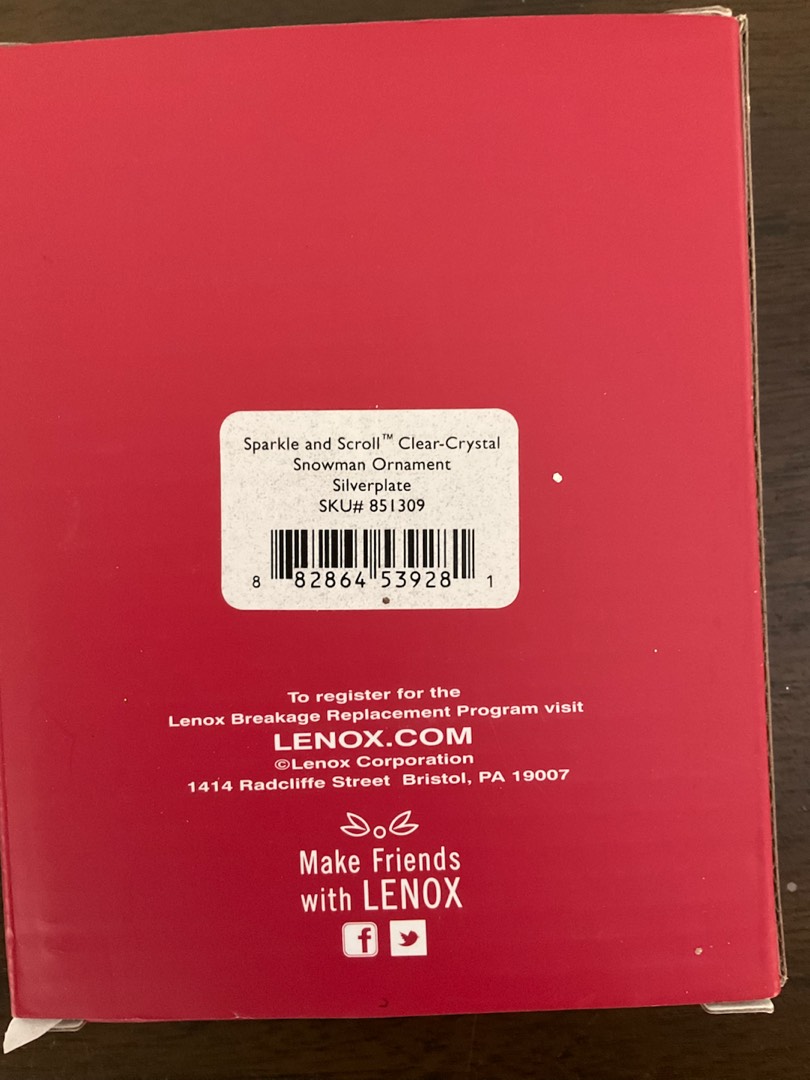 Sparkle and Scroll™ Clear-Crystal
Snowman Ornament
Silverplate
SKU# 851309
8 82864 53928 1
To register for the
Lenox Breakage Replacement Program visit
LENOX.COM
©Lenox Corporation
1414 Radcliffe Street Bristol, PA 19007
Make Friends
with LENOX
f